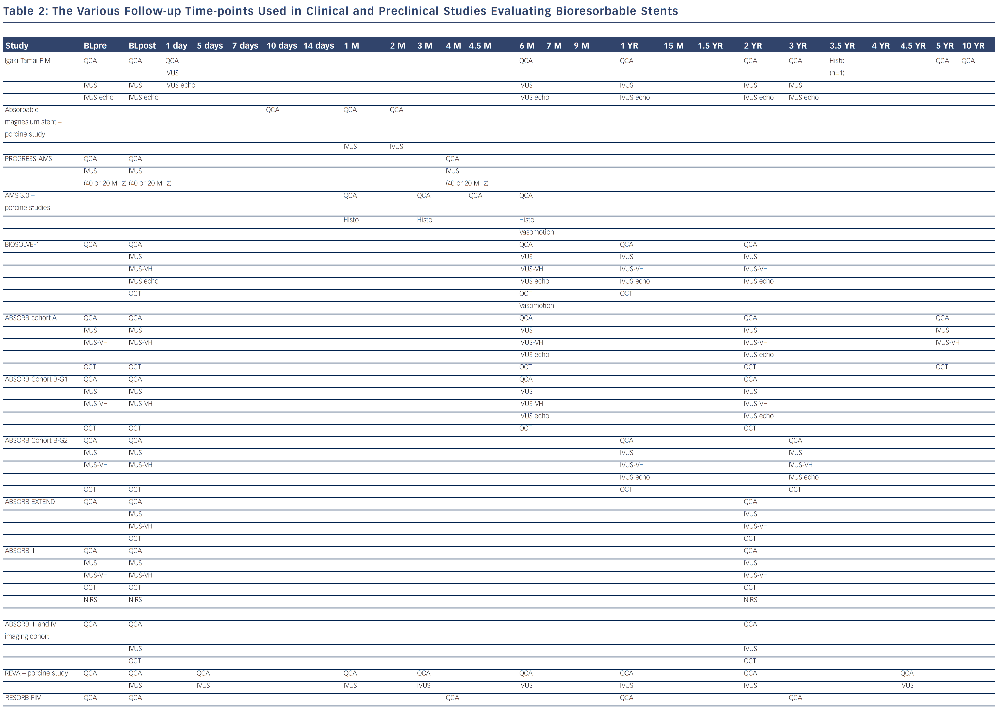 Table 2: The Various Follow-up Time-points Used in Clinical and Preclinical Studies Evaluating Bioresorbable Stents
Study BLpre BLpost 1 day 5 days 7 days 10 days 14 days 1 M 2 M 3 M 4 M 4.5 M 6 M 7 M 9 M 1 YR 15 M 1.5 YR 2 YR 3 YR 3.5 YR 4 YR 4.5 YR 5 YR 10 YR
Igaki-Tamai FIM QCA QCA QCA QCA QCA QCA QCA Histo QCA QCA
IVUS (n=1)
IVUS IVUS IVUS echo IVUS IVUS IVUS IVUS
IVUS echo IVUS echo IVUS echo IVUS echo IVUS echo IVUS echo
Absorbable QCA QCA QCA
magnesium stent –
porcine study
IVUS IVUS
PROGRESS-AMS QCA QCA QCA
IVUS IVUS IVUS
(40 or 20 MHz) (40 or 20 MHz) (40 or 20 MHz)
AMS 3.0 – QCA QCA QCA QCA
porcine studies
Histo Histo Histo
Vasomotion
BIOSOLVE-1 QCA QCA QCA QCA QCA
IVUS IVUS IVUS IVUS
IVUS-VH IVUS-VH IVUS-VH IVUS-VH
IVUS echo IVUS echo IVUS echo IVUS echo
OCT OCT OCT
Vasomotion
ABSORB cohort A QCA QCA QCA QCA QCA
IVUS IVUS IVUS IVUS IVUS
IVUS-VH IVUS-VH IVUS-VH IVUS-VH IVUS-VH
IVUS echo IVUS echo
OCT OCT OCT OCT OCT
ABSORB Cohort B-G1 QCA QCA QCA QCA
IVUS IVUS IVUS IVUS
IVUS-VH IVUS-VH IVUS-VH IVUS-VH
IVUS echo IVUS echo
OCT OCT OCT OCT
ABSORB Cohort B-G2 QCA QCA QCA QCA
IVUS IVUS IVUS IVUS
IVUS-VH IVUS-VH IVUS-VH IVUS-VH
IVUS echo IVUS echo
OCT OCT OCT OCT
ABSORB EXTEND QCA QCA QCA
IVUS IVUS
IVUS-VH IVUS-VH
OCT OCT
ABSORB II QCA QCA QCA
IVUS IVUS IVUS
IVUS-VH IVUS-VH IVUS-VH
OCT OCT OCT
NIRS NIRS NIRS
ABSORB III and IV QCA QCA QCA
imaging cohort
IVUS IVUS
OCT OCT
REVA – porcine study QCA QCA QCA QCA QCA QCA QCA QCA QCA
IVUS IVUS IVUS IVUS IVUS IVUS IVUS IVUS
RESORB FIM QCA QCA QCA QCA QCA